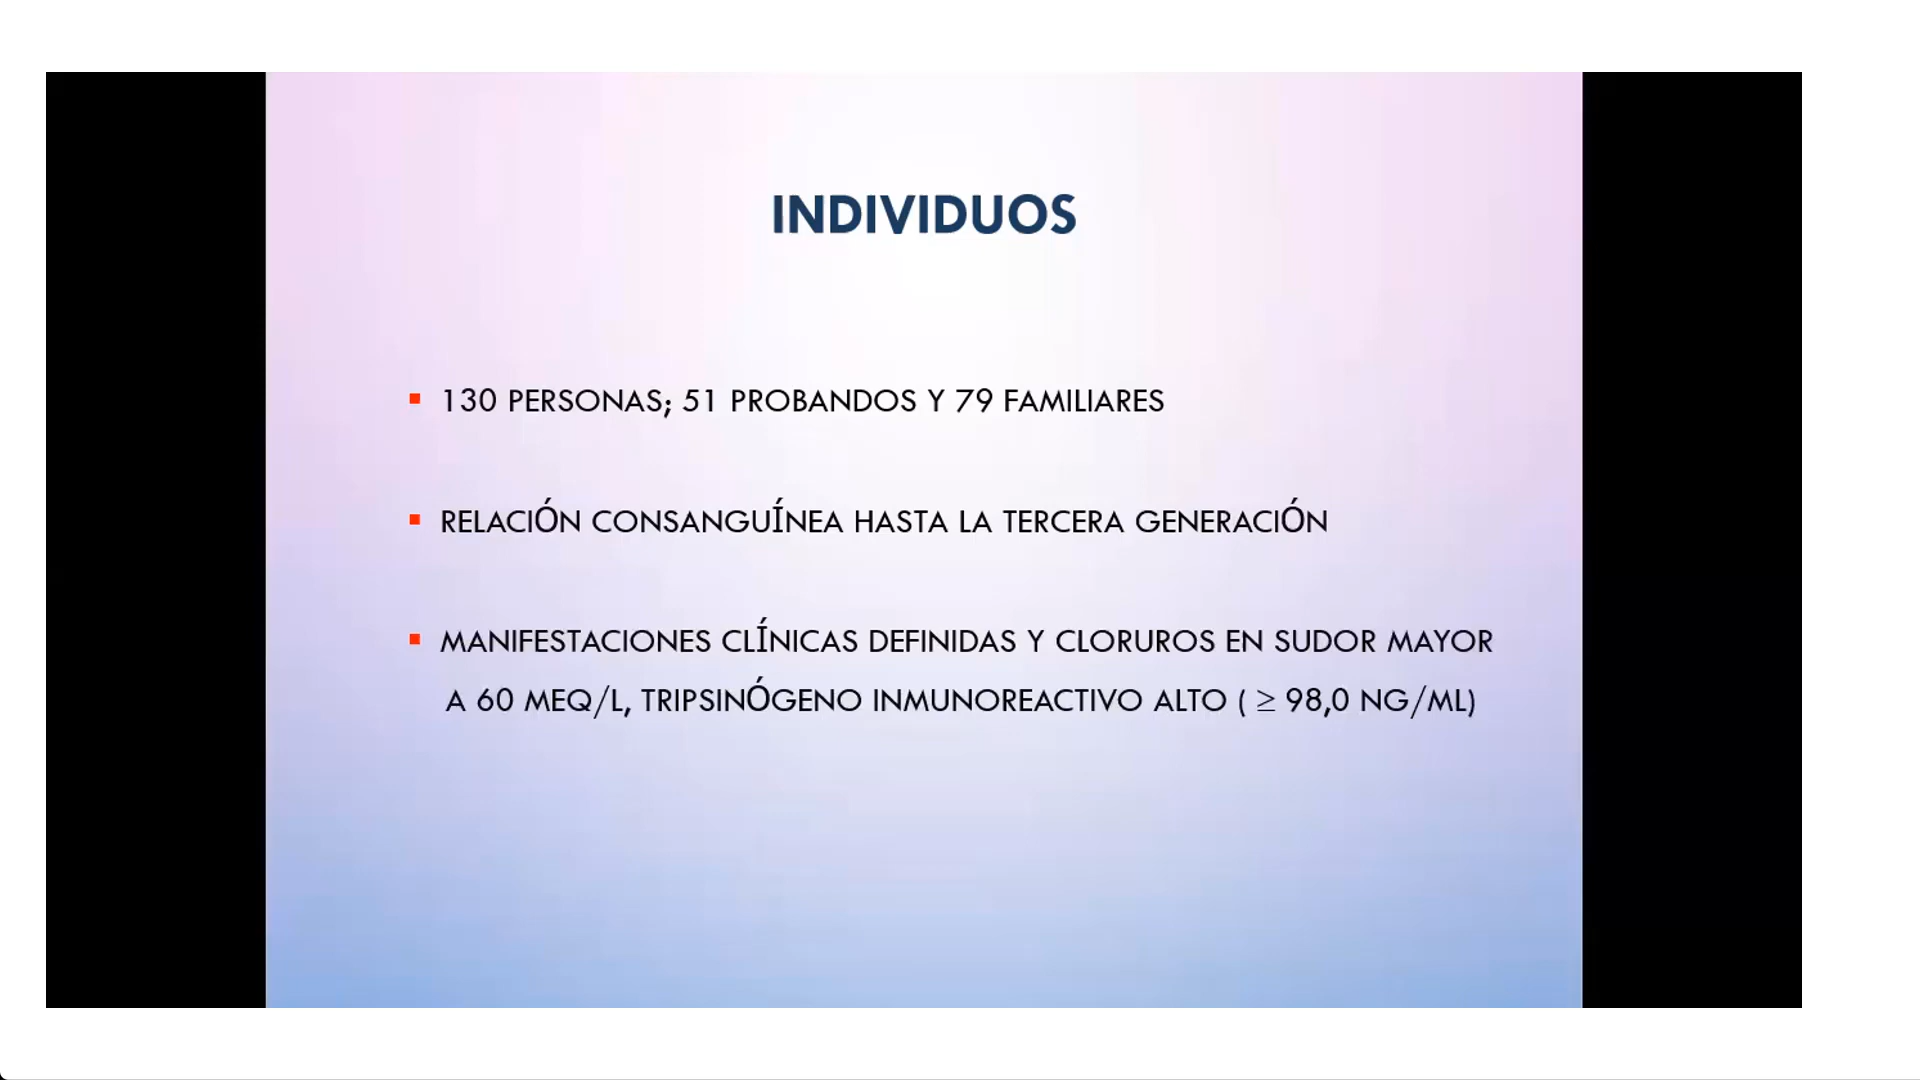 INDIVIDUOS
130 PERSONAS; 51 PROBANDOS Y 79 FAMILIARES
RELACIÓN CONSANGUÍNEA HASTA LA TERCERA GENERACIÓN
MANIFESTACIONES CLÍNICAS DEFINIDAS Y CLORUROS EN SUDOR MAYOR
A 60 MEQ/L, TRIPSINÓGENO INMUNOREACTIVO ALTO ( ≥ 98,0 NG/ML)